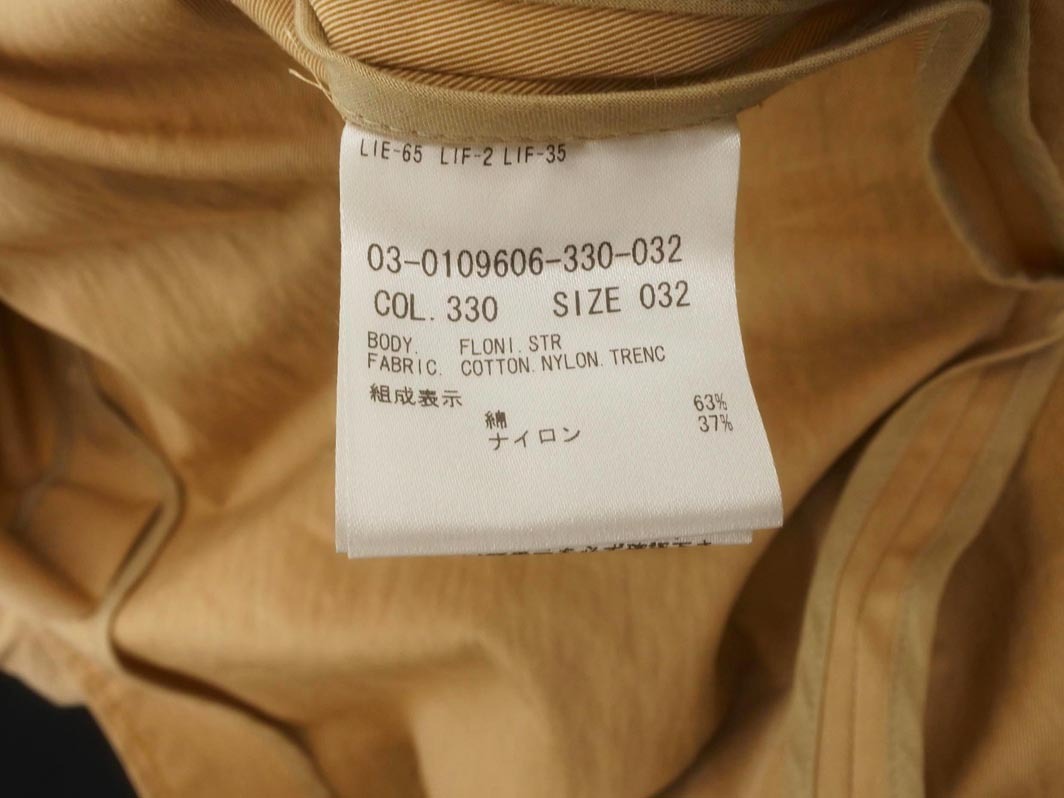 LIE-65 LIF-2 LIF-35
03-0109606-330-032
COL. 330 SIZE 032
BODY. FLONI.STR
FABRIC. COTTON.NYLON.TRENC
組成表示
綿 63%
ナイロン 37%